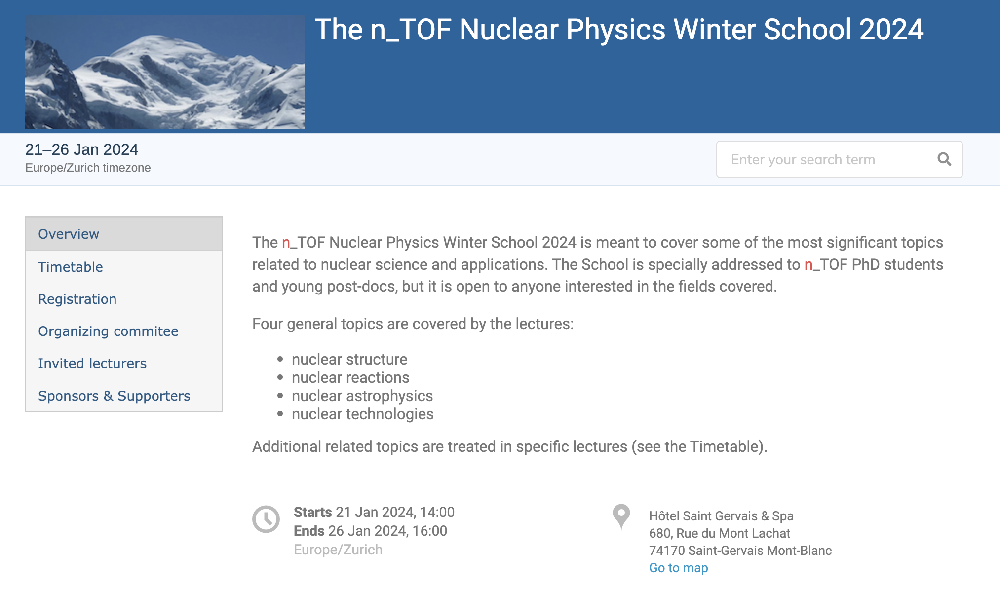 The n_TOF Nuclear Physics Winter School 2024
21–26 Jan 2024
Europe/Zurich timezone
Enter your search term
Overview
Timetable
Registration
Organizing commitee
Invited lecturers
Sponsors & Supporters
The n_TOF Nuclear Physics Winter School 2024 is meant to cover some of the most significant topics
related to nuclear science and applications. The School is specially addressed to n_TOF PhD students
and young post-docs, but it is open to anyone interested in the fields covered.
Four general topics are covered by the lectures:
• nuclear structure
• nuclear reactions
• nuclear astrophysics
• nuclear technologies
Additional related topics are treated in specific lectures (see the Timetable).
Starts 21 Jan 2024, 14:00
Ends 26 Jan 2024, 16:00
Europe/Zurich
Hôtel Saint Gervais & Spa
680, Rue du Mont Lachat
74170 Saint-Gervais Mont-Blanc
Go to map